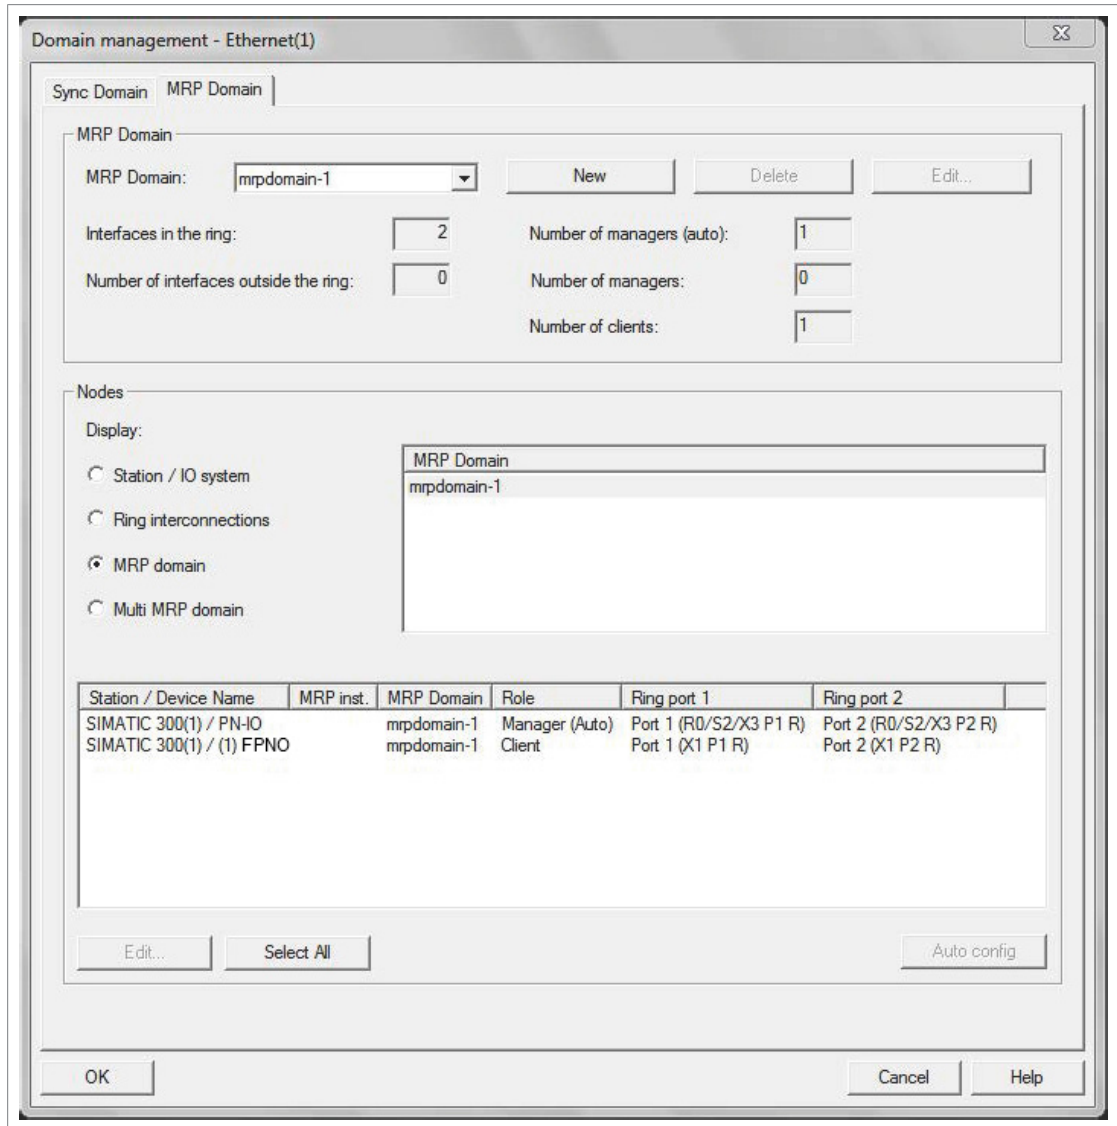 Domain management - Ethernet(1)
Sync Domain MRP Domain
MRP Domain
MRP Domain: mrpdomain-1 New Delete Edit...
Interfaces in the ring: 2 Number of managers (auto): 1
Number of interfaces outside the ring: 0 Number of managers: 0
Number of clients: 1
Nodes
Display:
MRP Domain
mrpdomain-1
Station / IO system
Ring interconnections
MRP domain
Multi MRP domain
Station / Device Name MRP inst. MRP Domain Role Ring port 1 Ring port 2
SIMATIC 300(1) / PN-IO mrpdomain-1 Manager (Auto) Port 1 (R0/S2/X3 P1 R) Port 2 (R0/S2/X3 P2 R)
SIMATIC 300(1) / (1) FPNO mrpdomain-1 Client Port 1 (X1 P1 R) Port 2 (X1 P2 R)
Edit... Select All Auto config
OK Cancel Help